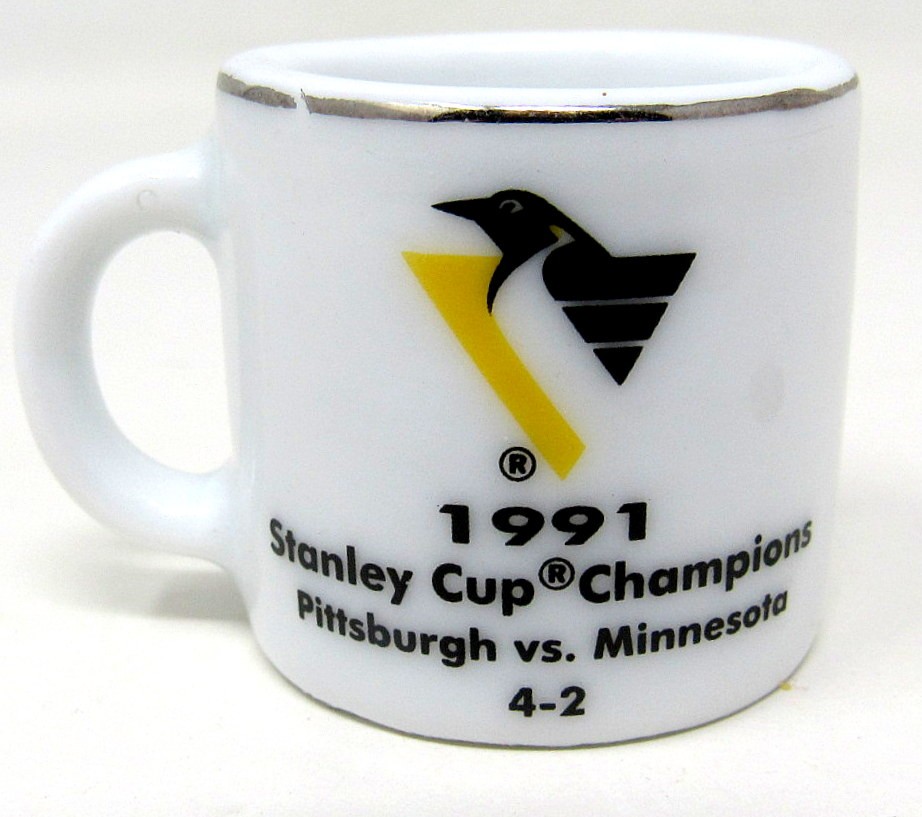 ®
1991
Stanley Cup® Champions
Pittsburgh vs. Minnesota
4-2